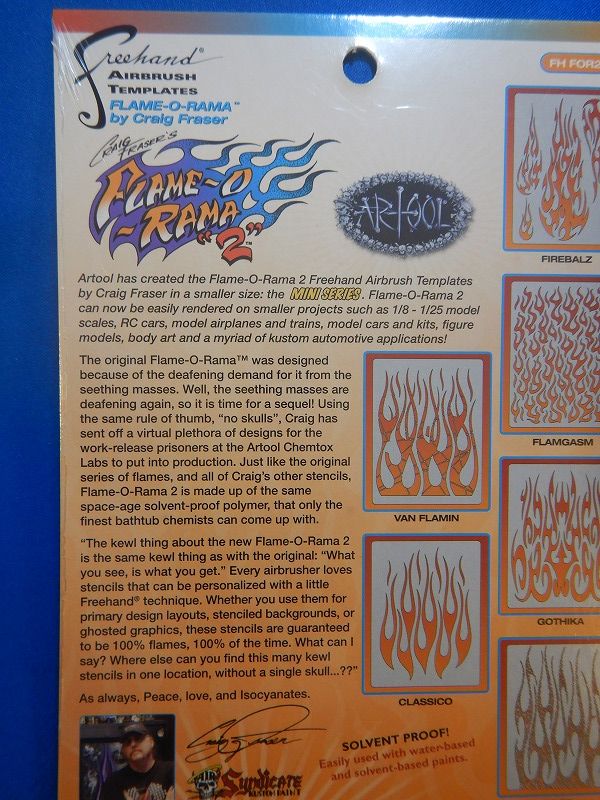 Freehand®
AIRBRUSH
TEMPLATES
FLAME-O-RAMA™
by Craig Fraser
FH FOR2
CRAIG
FRASER'S
FLAME-O
-RAMA
"2"™
AR-TOOL
Artool has created the Flame-O-Rama 2 Freehand Airbrush Templates
by Craig Fraser in a smaller size: the MINI SERIES. Flame-O-Rama 2
can now be easily rendered on smaller projects such as 1/8 - 1/25 model
scales, RC cars, model airplanes and trains, model cars and kits, figure
models, body art and a myriad of kustom automotive applications!
The original Flame-O-Rama™ was designed
because of the deafening demand for it from the
seething masses. Well, the seething masses are
deafening again, so it is time for a sequel! Using
the same rule of thumb, “no skulls”, Craig has
sent off a virtual plethora of designs for the
work-release prisoners at the Artool Chemtox
Labs to put into production. Just like the original
series of flames, and all of Craig’s other stencils,
Flame-O-Rama 2 is made up of the same
space-age solvent-proof polymer, that only the
finest bathtub chemists can come up with.
“The kewl thing about the new Flame-O-Rama 2
is the same kewl thing as with the original: “What
you see, is what you get.” Every airbrusher loves
stencils that can be personalized with a little
Freehand® technique. Whether you use them for
primary design layouts, stenciled backgrounds, or
ghosted graphics, these stencils are guaranteed
to be 100% flames, 100% of the time. What can I
say? Where else can you find this many kewl
stencils in one location, without a single skull...??”
As always, Peace, love, and Isocyanates.
Craig Fraser
AIR
Syndicate
KUSTOM PAINT
FIREBALZ
FLAMGASM
VAN FLAMIN
GOTHIKA
CLASSICO
SOLVENT PROOF!
Easily used with water-based
and solvent-based paints.